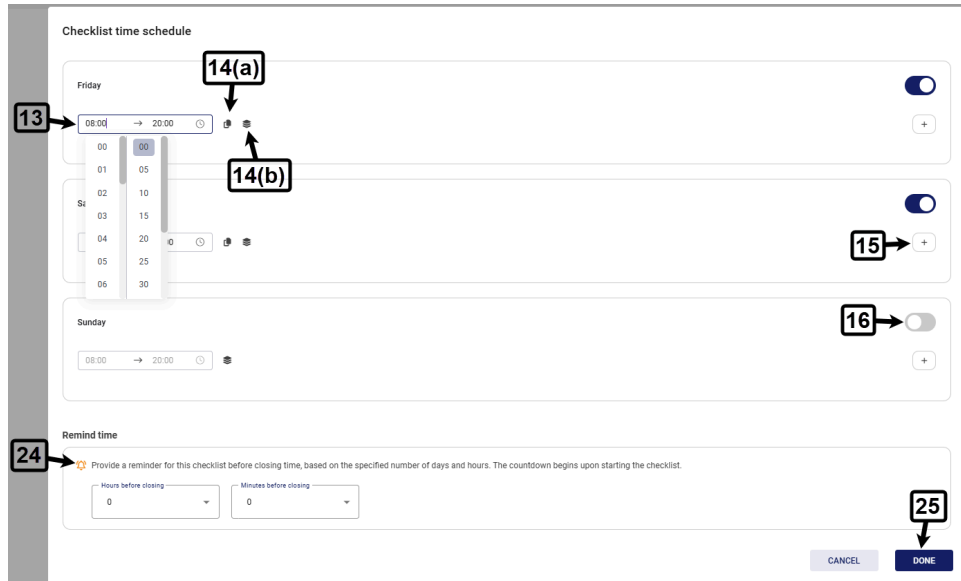 Checklist time schedule
14(a)
Friday
13
08:00 → 20:00
+
00 00
14(b)
01 05
02 10
Sa
03 15
04 20 0
15
+
05 25
06 30
16
Sunday
08:00 → 20:00
+
Remind time
24
Provide a reminder for this checklist before closing time, based on the specified number of days and hours. The countdown begins upon starting the checklist.
Hours before closing Minutes before closing
0 0
25
CANCEL DONE